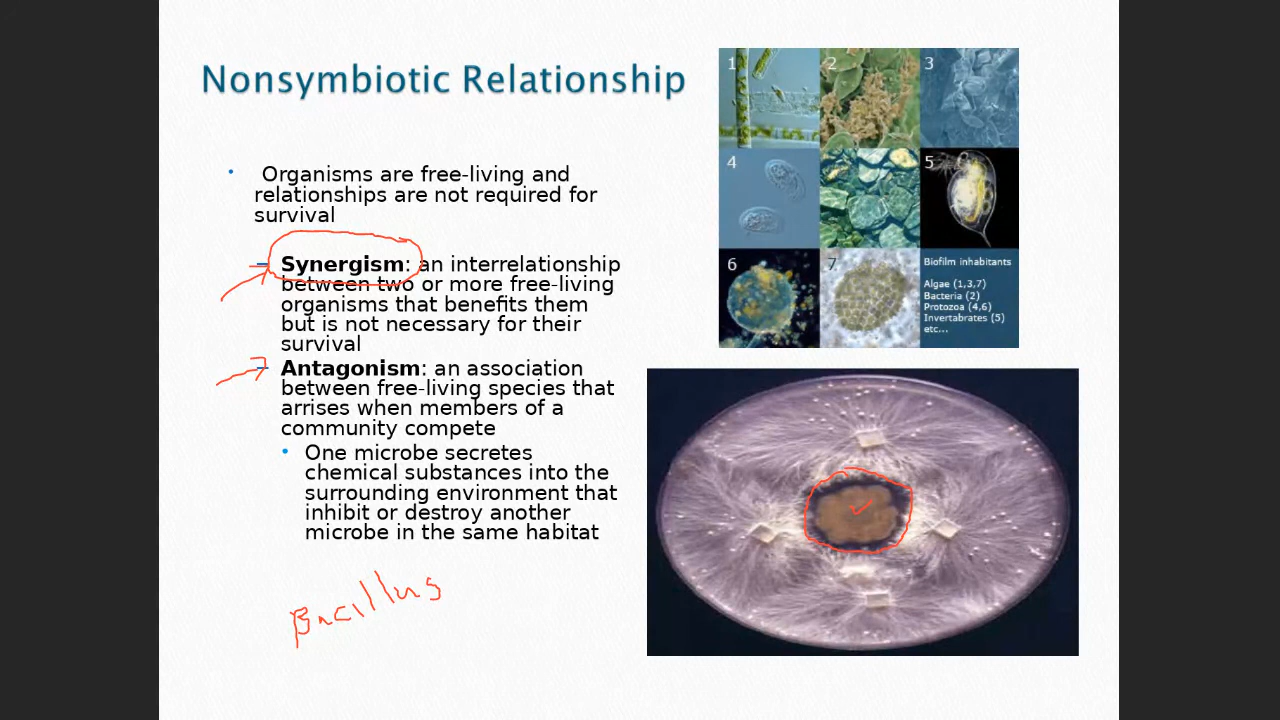 Nonsymbiotic Relationship
• Organisms are free-living and
relationships are not required for
survival
– Synergism: an interrelationship
between two or more free-living
organisms that benefits them
but is not necessary for their
survival
– Antagonism: an association
between free-living species that
arrises when members of a
community compete
• One microbe secretes
chemical substances into the
surrounding environment that
inhibit or destroy another
microbe in the same habitat
Bacillus
1 2 3
4 5
6 7
Biofilm inhabitants
Algae (1,3,7)
Bacteria (2)
Protozoa (4,6)
Invertabrates (5)
etc...